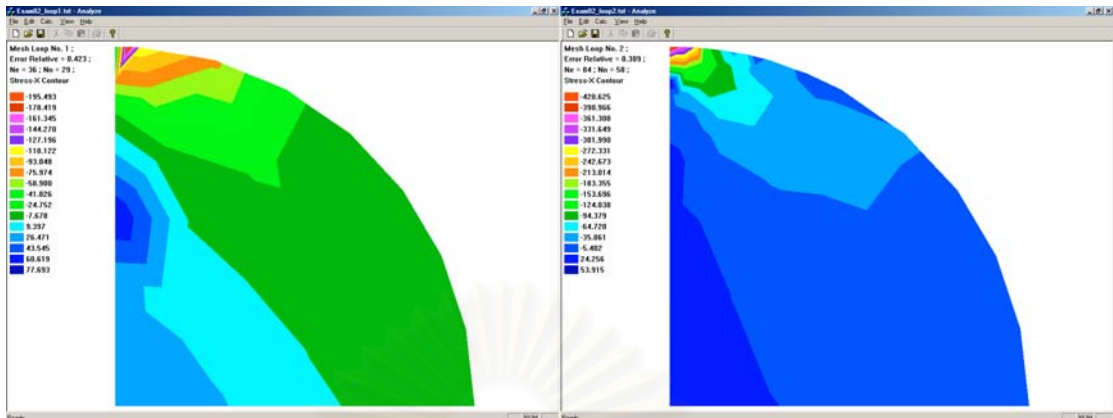 Exam02_loop1.txt - Analyze
File Edit Calc. View Help
Mesh Loop No. 1 ;
Error Relative = 0.423 ;
Ne = 36 ; Nn = 29 ;
Stress-X Contour
-195.493
-178.419
-161.345
-144.270
-127.196
-110.122
-93.048
-75.974
-58.900
-41.826
-24.752
-7.678
9.397
26.471
43.545
60.619
77.693
Ready
Exam02_loop2.txt - Analyze
File Edit Calc. View Help
Mesh Loop No. 2 ;
Error Relative = 0.309 ;
Ne = 84 ; Nn = 58 ;
Stress-X Contour
-420.625
-390.966
-361.308
-331.649
-301.990
-272.331
-242.673
-213.014
-183.355
-153.696
-124.038
-94.379
-64.720
-35.061
-5.402
24.256
53.915